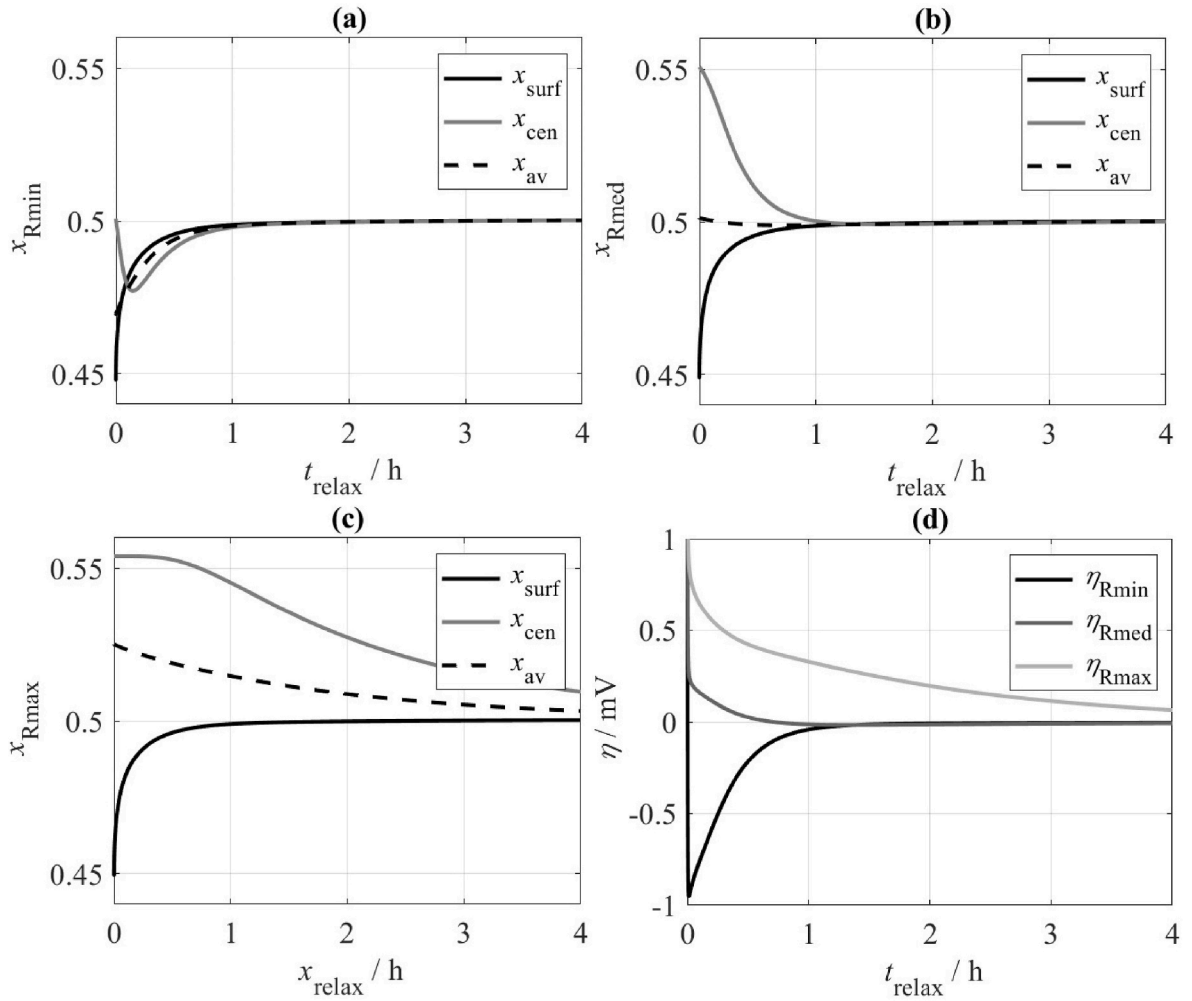 (a)
0.55
0.5
0.45
x_Rmin
x_surf
x_cen
x_av
0 1 2 3 4
t_relax / h
(b)
0.55
0.5
0.45
x_Rmed
x_surf
x_cen
x_av
0 1 2 3 4
t_relax / h
(c)
0.55
0.5
0.45
x_Rmax
x_surf
x_cen
x_av
0 1 2 3 4
x_relax / h
(d)
1
0.5
0
-0.5
-1
η / mV
η_Rmin
η_Rmed
η_Rmax
0 1 2 3 4
t_relax / h